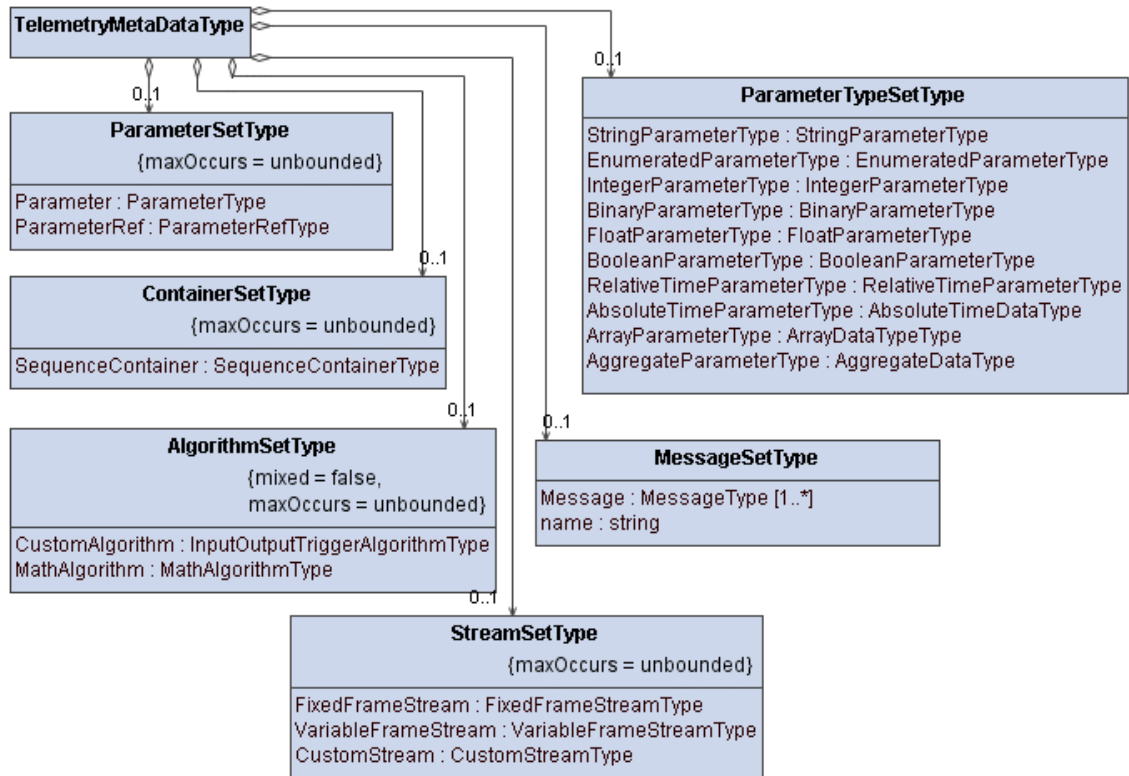 TelemetryMetaDataType
0..1
ParameterSetType
{maxOccurs = unbounded}
Parameter : ParameterType
ParameterRef : ParameterRefType
0..1
ContainerSetType
{maxOccurs = unbounded}
SequenceContainer : SequenceContainerType
0..1
AlgorithmSetType
{mixed = false,
maxOccurs = unbounded}
CustomAlgorithm : InputOutputTriggerAlgorithmType
MathAlgorithm : MathAlgorithmType
0..1
StreamSetType
{maxOccurs = unbounded}
FixedFrameStream : FixedFrameStreamType
VariableFrameStream : VariableFrameStreamType
CustomStream : CustomStreamType
0..1
ParameterTypeSetType
StringParameterType : StringParameterType
EnumeratedParameterType : EnumeratedParameterType
IntegerParameterType : IntegerParameterType
BinaryParameterType : BinaryParameterType
FloatParameterType : FloatParameterType
BooleanParameterType : BooleanParameterType
RelativeTimeParameterType : RelativeTimeParameterType
AbsoluteTimeParameterType : AbsoluteTimeDataType
ArrayParameterType : ArrayDataTypeType
AggregateParameterType : AggregateDataType
0..1
MessageSetType
Message : MessageType [1..*]
name : string